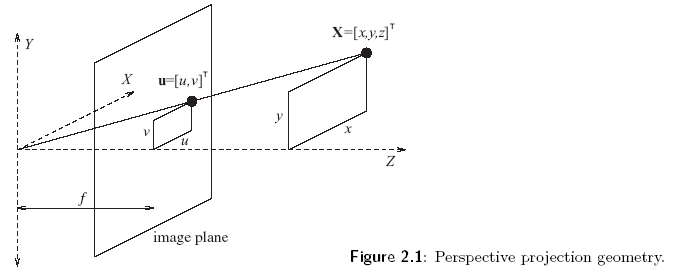 X=[x,y,z]ᵀ
Y
X
u=[u,v]ᵀ
y
v
x
u
Z
f
image plane
Figure 2.1: Perspective projection geometry.